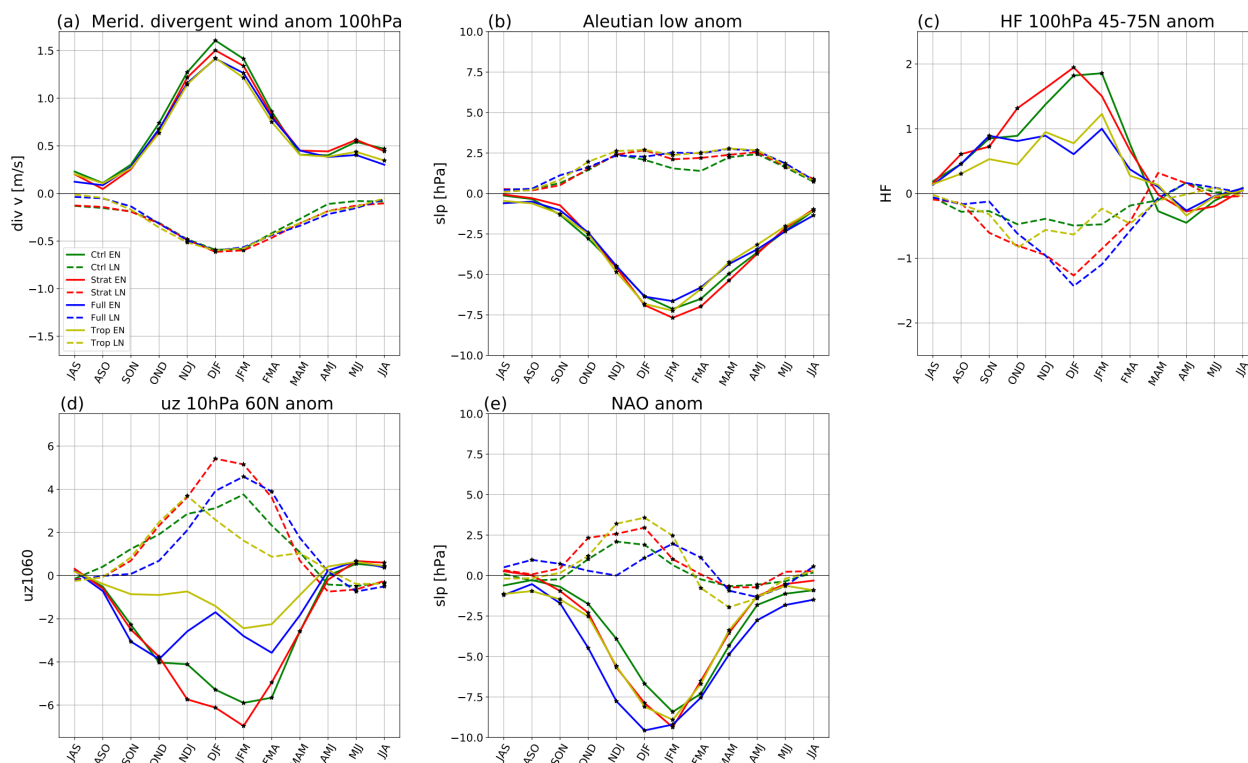 (a) Merid. divergent wind anom 100hPa
div v [m/s]
1.5
1.0
0.5
0.0
−0.5
−1.0
−1.5
Ctrl EN
Ctrl LN
Strat EN
Strat LN
Full EN
Full LN
Trop EN
Trop LN
JAS ASO SON OND NDJ DJF JFM FMA MAM AMJ MJJ JJA
(b) Aleutian low anom
slp [hPa]
10.0
7.5
5.0
2.5
0.0
−2.5
−5.0
−7.5
−10.0
JAS ASO SON OND NDJ DJF JFM FMA MAM AMJ MJJ JJA
(c) HF 100hPa 45-75N anom
HF
2
1
0
−1
−2
JAS ASO SON OND NDJ DJF JFM FMA MAM AMJ MJJ JJA
(d) uz 10hPa 60N anom
uz1060
6
4
2
0
−2
−4
−6
JAS ASO SON OND NDJ DJF JFM FMA MAM AMJ MJJ JJA
(e) NAO anom
slp [hPa]
10.0
7.5
5.0
2.5
0.0
−2.5
−5.0
−7.5
−10.0
JAS ASO SON OND NDJ DJF JFM FMA MAM AMJ MJJ JJA